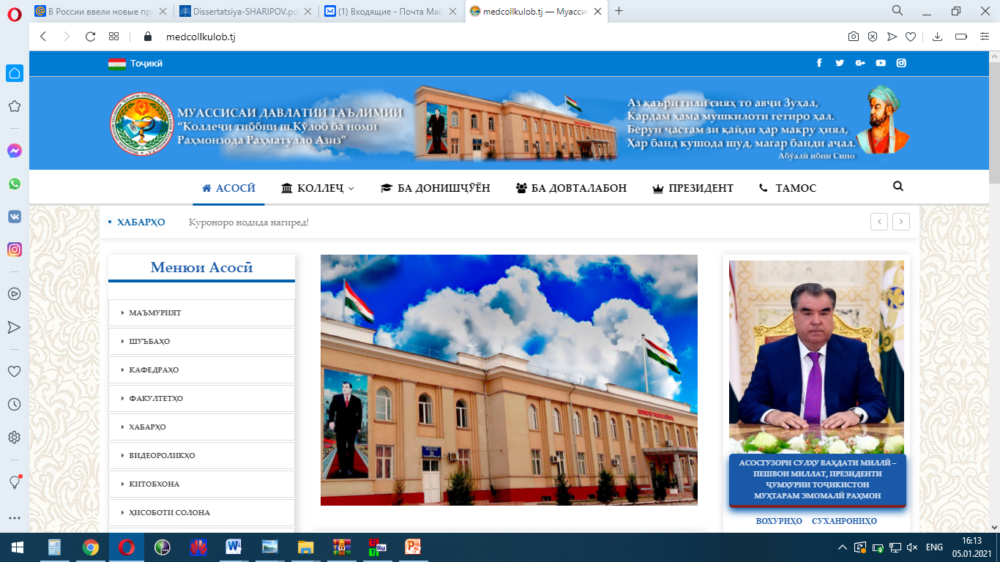 В России ввели новые пра
Dissertatsiya-SHARIPOV.pd
(1) Входящие - Почта Mail
medcollkulob.tj — Муасси
medcollkulob.tj
Тоҷикӣ
МУАССИСАИ ДАВЛАТИИ ТАЪЛИМИИ
“Коллеҷи тиббии ш.Кӯлоб ба номи
Раҳмонзода Раҳматулло Азиз”
Аз қаъри гили сияҳ то авҷи Зуҳал,
Кардам ҳама мушкилоти гетиро ҳал.
Берун ҷастам зи қайди ҳар макру ҳиял,
Ҳар банд кушода шуд, магар банди аҷал.
Абӯалӣ ибни Сино
АСОСӢ
КОЛЛЕҶ
БА ДОНИШҶӮЁН
БА ДОВТАЛАБОН
ПРЕЗИДЕНТ
ТАМОС
ХАБАРҲО
Куроноро нодида нагиред!
Менюи Асосӣ
МАЪМУРИЯТ
ШУЪБАҲО
КАФЕДРАҲО
ФАКУЛТЕТҲО
ХАБАРҲО
ВИДЕОРОЛИКҲО
КИТОБХОНА
ҲИСОБОТИ СОЛОНА
АСОСГУЗОРИ СУЛҲУ ВАҲДАТИ МИЛЛӢ –
ПЕШВОИ МИЛЛАТ, ПРЕЗИДЕНТИ
ҶУМҲУРИИ ТОҶИКИСТОН
МУҲТАРАМ ЭМОМАЛӢ РАҲМОН
ВОХУРИҲО СУХАНРОНИҲО
ENG
16:13
05.01.2021